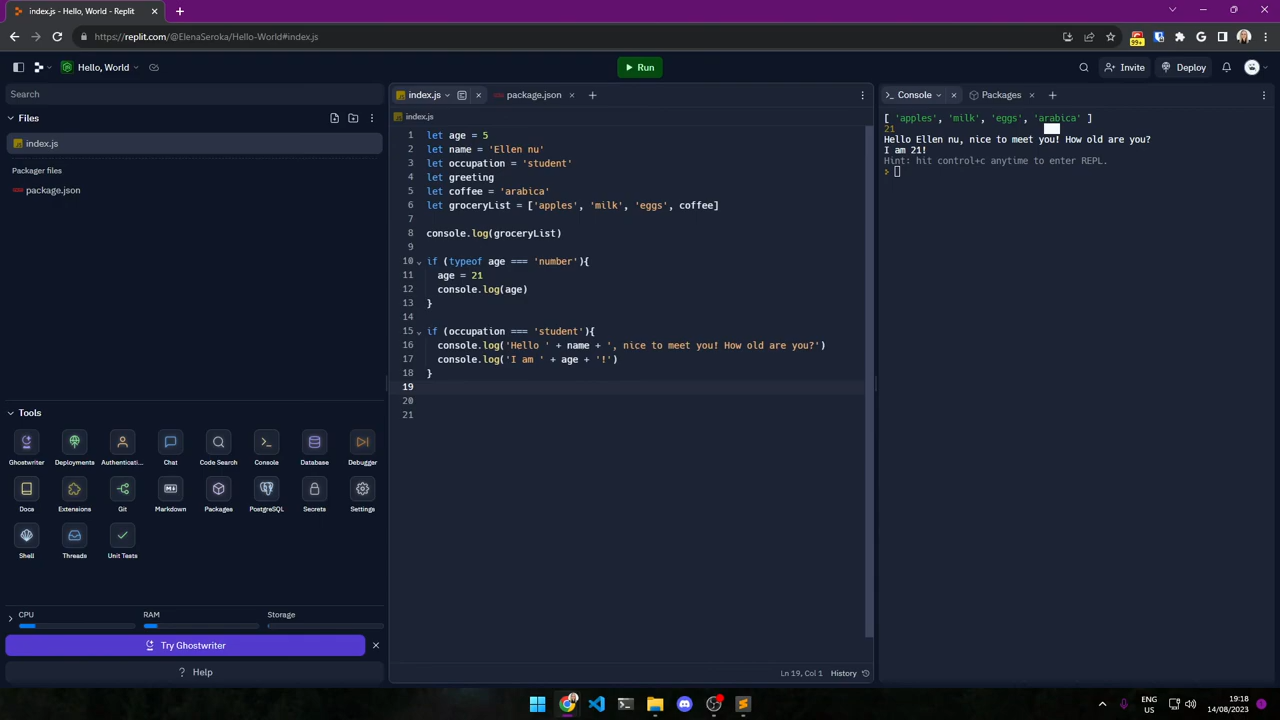 index.js - Hello, World - Replit
https://replit.com/@ElenaSeroka/Hello-World#index.js
99+
Hello, World
Run
Invite
Deploy
Search
Files
index.js
Packager files
package.json
Tools
Ghostwriter
Deployments
Authenticati...
Chat
Code Search
Console
Database
Debugger
Docs
Extensions
Git
Markdown
Packages
PostgreSQL
Secrets
Settings
Shell
Threads
Unit Tests
CPU
RAM
Storage
Try Ghostwriter
? Help
index.js
package.json
index.js
1 let age = 5
2 let name = 'Ellen nu'
3 let occupation = 'student'
4 let greeting
5 let coffee = 'arabica'
6 let groceryList = ['apples', 'milk', 'eggs', coffee]
7
8 console.log(groceryList)
9
10 if (typeof age === 'number'){
11 age = 21
12 console.log(age)
13 }
14
15 if (occupation === 'student'){
16 console.log('Hello ' + name + ', nice to meet you! How old are you?')
17 console.log('I am ' + age + '!')
18 }
19
20
21
Ln 19, Col 1
History
Console
Packages
[ 'apples', 'milk', 'eggs', 'arabica' ]
21
Hello Ellen nu, nice to meet you! How old are you?
I am 21!
Hint: hit control+c anytime to enter REPL.
ENG
US
19:18
14/08/2023